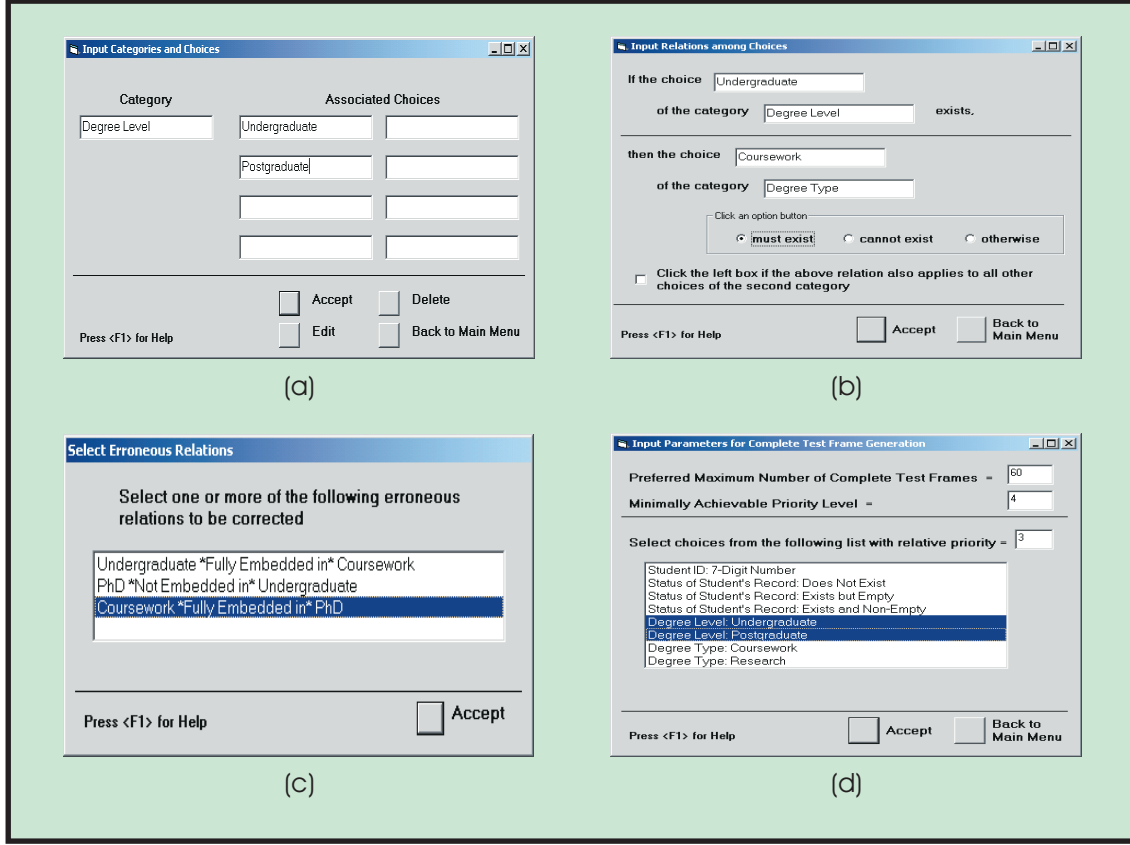 Input Categories and Choices
Category
Associated Choices
Degree Level
Undergraduate
Postgraduate
Accept
Delete
Edit
Back to Main Menu
Press <F1> for Help
(a)
Input Relations among Choices
If the choice Undergraduate
of the category Degree Level exists,
then the choice Coursework
of the category Degree Type
Click an option button
must exist cannot exist otherwise
Click the left box if the above relation also applies to all other
choices of the second category
Press <F1> for Help
Accept
Back to
Main Menu
(b)
Select Erroneous Relations
Select one or more of the following erroneous
relations to be corrected
Undergraduate *Fully Embedded in* Coursework
PhD *Not Embedded in* Undergraduate
Coursework *Fully Embedded in* PhD
Press <F1> for Help
Accept
(c)
Input Parameters for Complete Test Frame Generation
Preferred Maximum Number of Complete Test Frames = 60
Minimally Achievable Priority Level = 4
Select choices from the following list with relative priority = 3
Student ID: 7-Digit Number
Status of Student's Record: Does Not Exist
Status of Student's Record: Exists but Empty
Status of Student's Record: Exists and Non-Empty
Degree Level: Undergraduate
Degree Level: Postgraduate
Degree Type: Coursework
Degree Type: Research
Press <F1> for Help
Accept
Back to
Main Menu
(d)